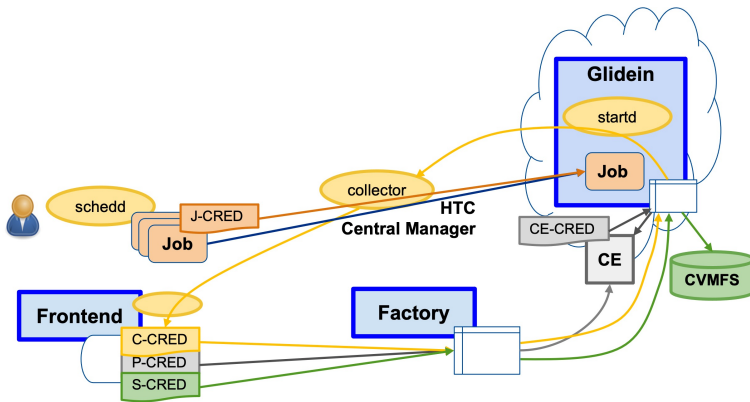 Glidein
startd
Job
schedd
J-CRED
Job
collector
HTC
Central Manager
CE-CRED
CE
CVMFS
Frontend
Factory
C-CRED
P-CRED
S-CRED